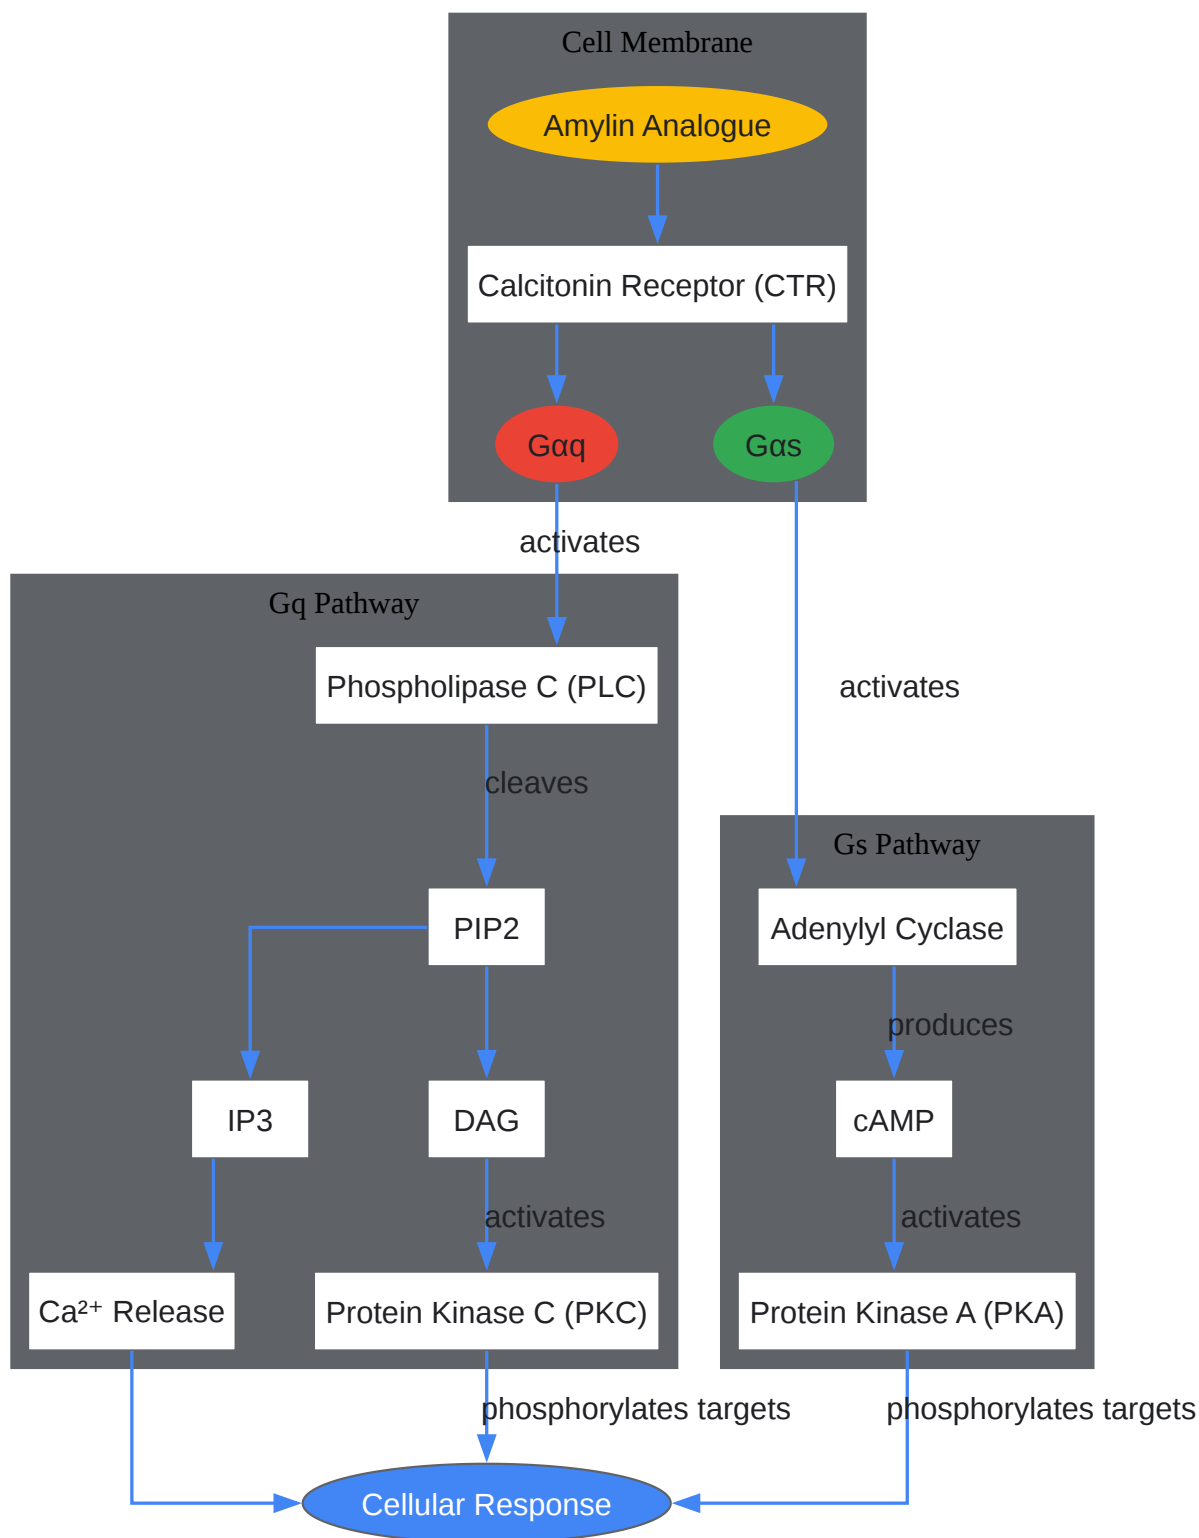 Cell Membrane
Amylin Analogue
Calcitonin Receptor (CTR)
Gαq
Gαs
activates
Gq Pathway
Phospholipase C (PLC)
activates
cleaves
Gs Pathway
PIP2
Adenylyl Cyclase
produces
IP3
DAG
cAMP
activates
activates
Ca²⁺ Release
Protein Kinase C (PKC)
Protein Kinase A (PKA)
phosphorylates targets
phosphorylates targets
Cellular Response